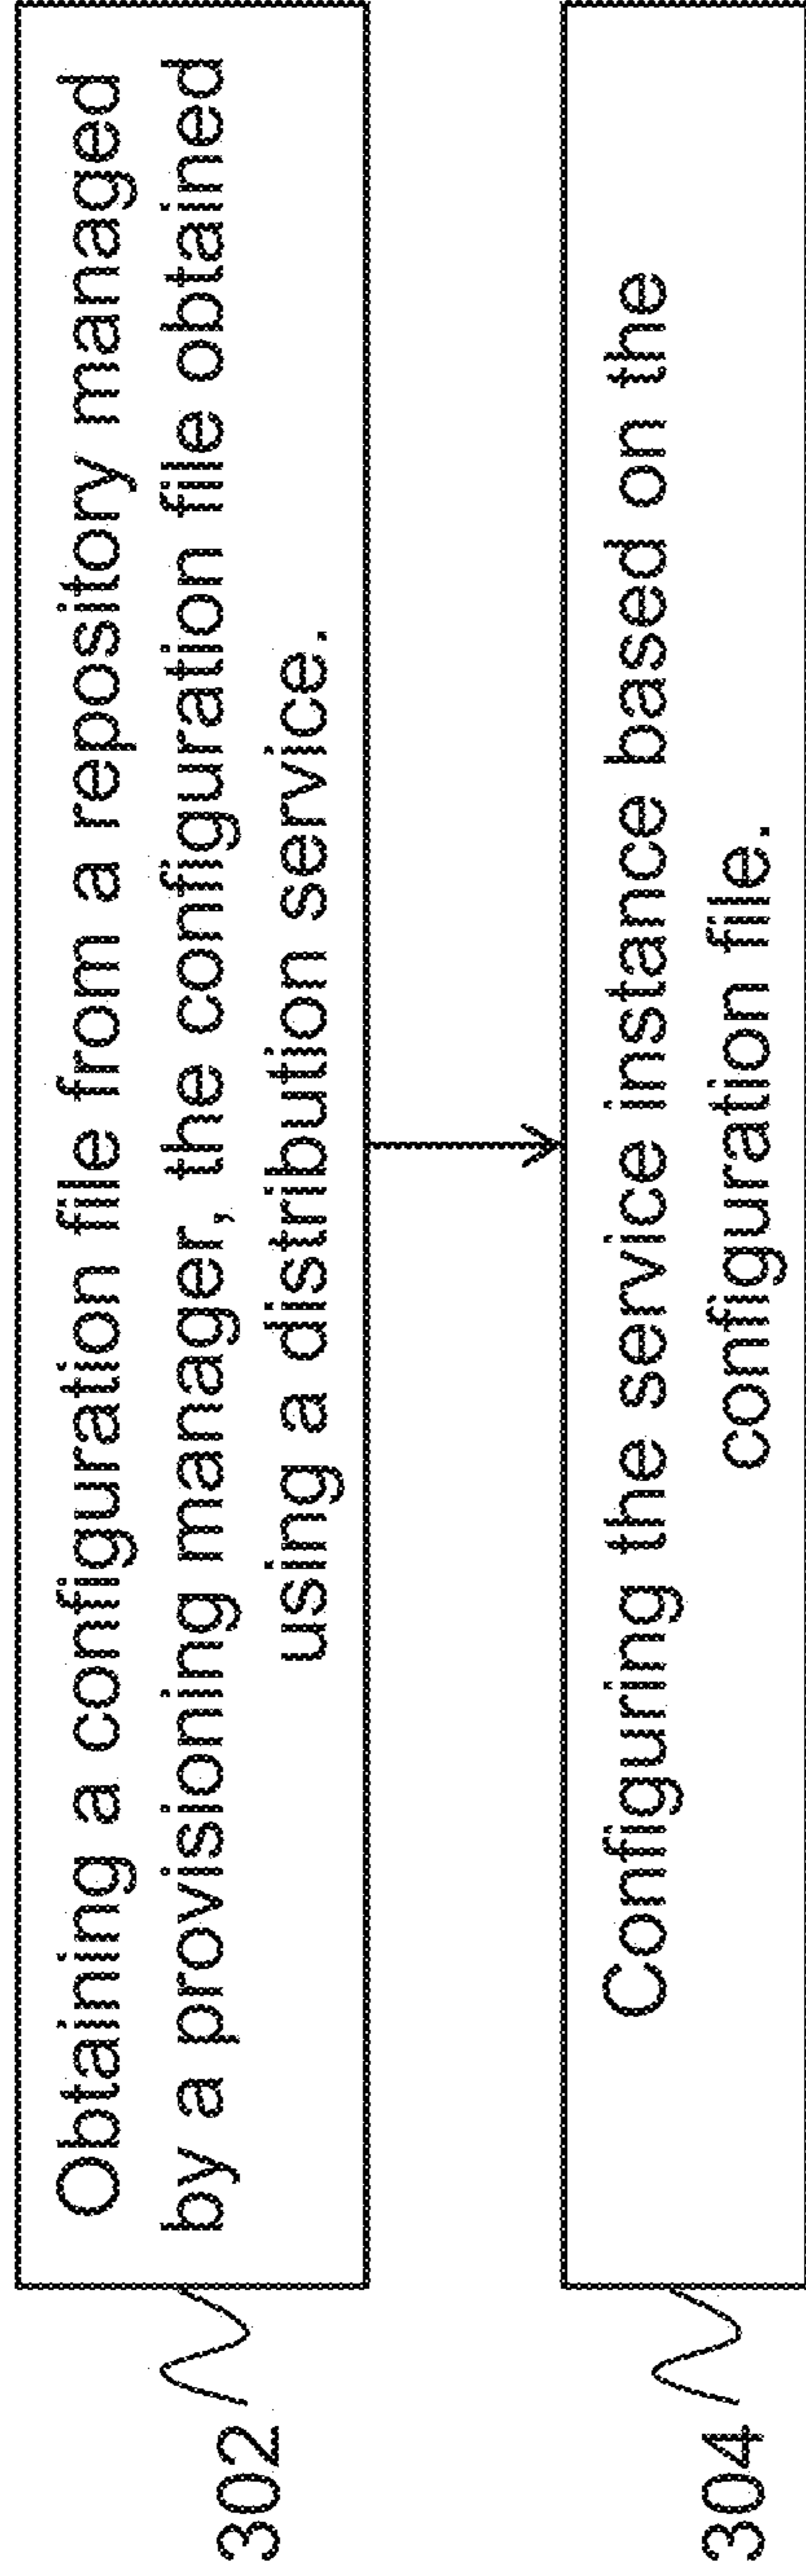 302
Obtaining a configuration file from a repository managed
by a provisioning manager, the configuration file obtained
using a distribution service.
304
Configuring the service instance based on the
configuration file.